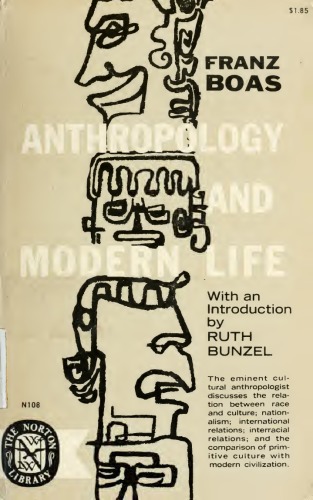 $1.85
FRANZ
BOAS
ANTHROPOLOGY
AND
MODERN LIFE
With an
Introduction
by
RUTH
BUNZEL
The eminent cul-
tural anthropologist
discusses the rela-
tion between race
and culture; nation-
alism; international
relations; interracial
relations; and the
comparison of prim-
itive culture with
modern civilization.
N108
THE NORTON
LIBRARY